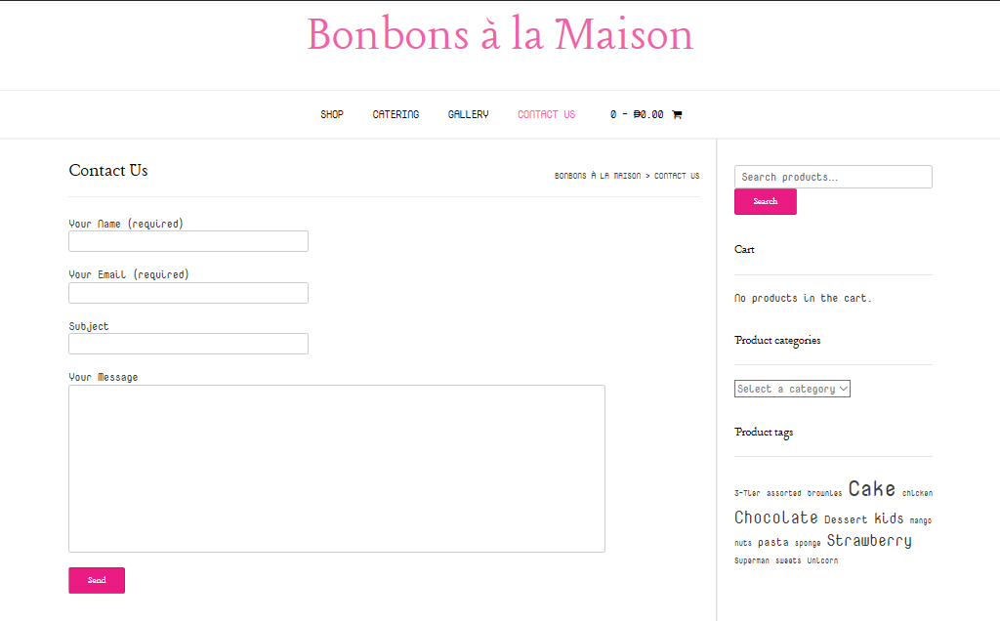 Bonbons à la Maison
SHOP CATERING GALLERY CONTACT US 0 - ₱0.00
Contact Us
BONBONS À LA MAISON > CONTACT US
Your Name (required)
Your Email (required)
Subject
Your Message
Send
Search products...
Search
Cart
No products in the cart.
Product categories
Select a category
Product tags
3-Tier assorted brownies Cake chicken
Chocolate Dessert kids mango
nuts pasta sponge Strawberry
Superman sweets Unicorn